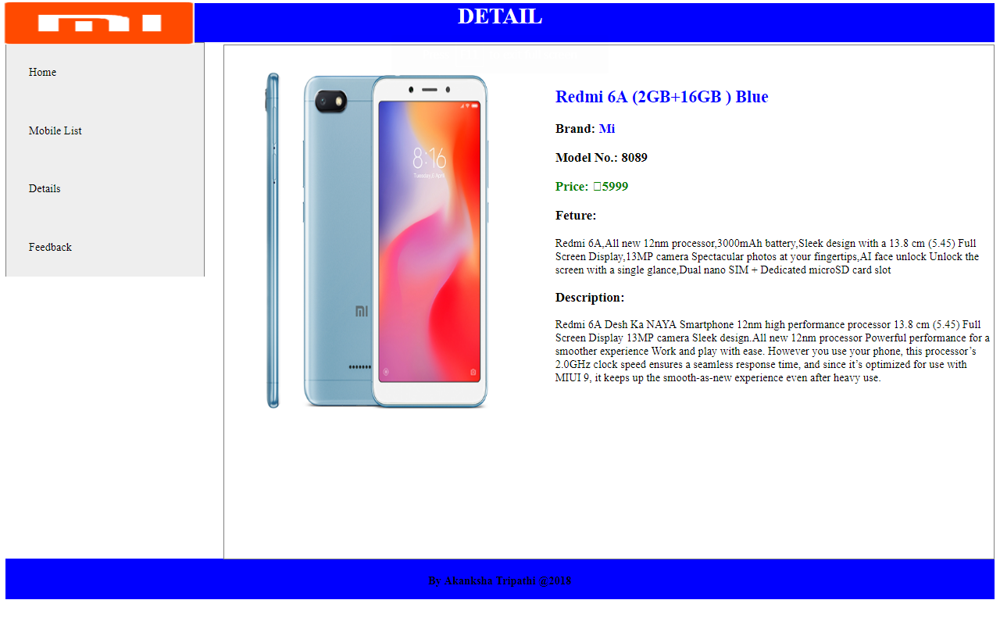 mi
DETAIL
Home
Mobile List
Details
Feedback
8:16
Tuesday 3 April
MI
Redmi 6A (2GB+16GB ) Blue
Brand: Mi
Model No.: 8089
Price: 5999
Feture:
Redmi 6A,All new 12nm processor,3000mAh battery,Sleek design with a 13.8 cm (5.45) Full
Screen Display,13MP camera Spectacular photos at your fingertips,AI face unlock Unlock the
screen with a single glance,Dual nano SIM + Dedicated microSD card slot
Description:
Redmi 6A Desh Ka NAYA Smartphone 12nm high performance processor 13.8 cm (5.45) Full
Screen Display 13MP camera Sleek design.All new 12nm processor Powerful performance for a
smoother experience Work and play with ease. However you use your phone, this processor’s
2.0GHz clock speed ensures a seamless response time, and since it’s optimized for use with
MIUI 9, it keeps up the smooth-as-new experience even after heavy use.
By Akanksha Tripathi @2018